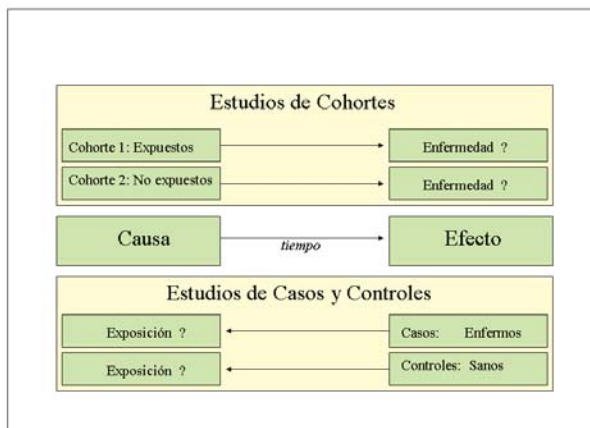 Estudios de Cohortes
Cohorte 1: Expuestos
Enfermedad ?
Cohorte 2: No expuestos
Enfermedad ?
Causa
tiempo
Efecto
Estudios de Casos y Controles
Exposición ?
Casos: Enfermos
Exposición ?
Controles: Sanos